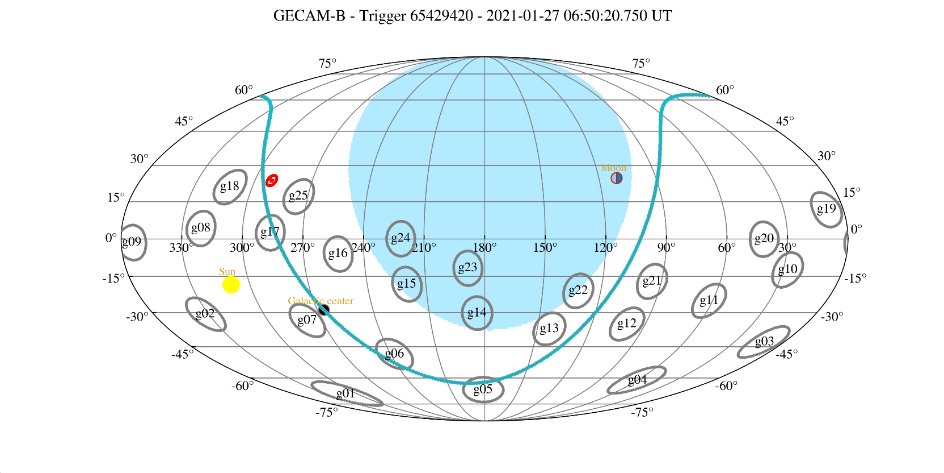 GECAM-B - Trigger 65429420 - 2021-01-27 06:50:20.750 UT
75° 75°
60° 60°
45° 45°
30° 30°
Moon
g18 g25
15° 15°
g19
g08 g17 g24 g20
0° 0°
g09 330° 300° 270° 240° 210° 180° 150° 120° 30°
g16 g23 g10
Sun
-15° g15 g22 g21 -15°
Galactic center
g02 g07 g14 g13 g12 g11
-30° -30°
g06 g03
-45° -45°
g05 g04
-60° -60°
g01
-75° -75°